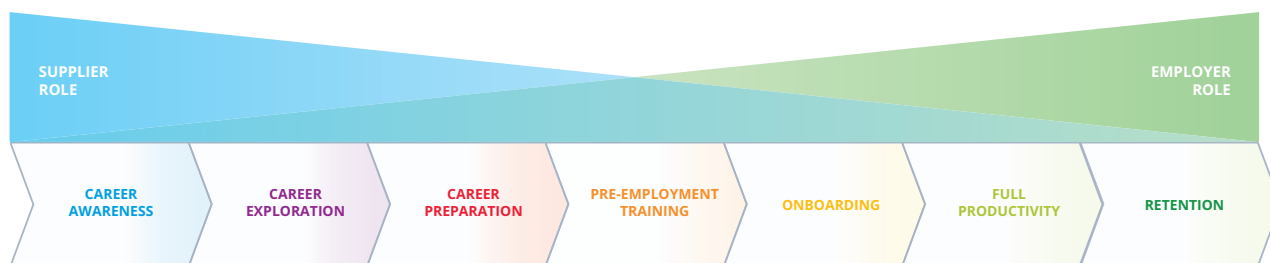 SUPPLIER
ROLE
EMPLOYER
ROLE
CAREER
AWARENESS
CAREER
EXPLORATION
CAREER
PREPARATION
PRE-EMPLOYMENT
TRAINING
ONBOARDING
FULL
PRODUCTIVITY
RETENTION